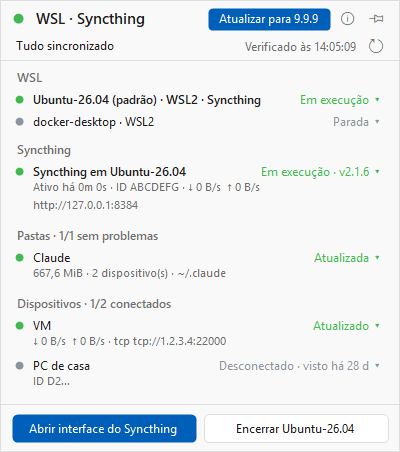 WSL · Syncthing
Atualizar para 9.9.9
Tudo sincronizado
Verificado às 14:05:09
WSL
Ubuntu-26.04 (padrão) · WSL2 · Syncthing
Em execução
docker-desktop · WSL2
Parada
Syncthing
Syncthing em Ubuntu-26.04
Em execução · v2.1.6
Ativo há 0m 0s · ID ABCDEFG · ↓ 0 B/s ↑ 0 B/s
http://127.0.0.1:8384
Pastas · 1/1 sem problemas
Claude
Atualizada
667,6 MiB · 2 dispositivo(s) · ~/.claude
Dispositivos · 1/2 conectados
VM
Atualizado
↓ 0 B/s ↑ 0 B/s · tcp tcp://1.2.3.4:22000
PC de casa
Desconectado · visto há 28 d
ID D2...
Abrir interface do Syncthing
Encerrar Ubuntu-26.04